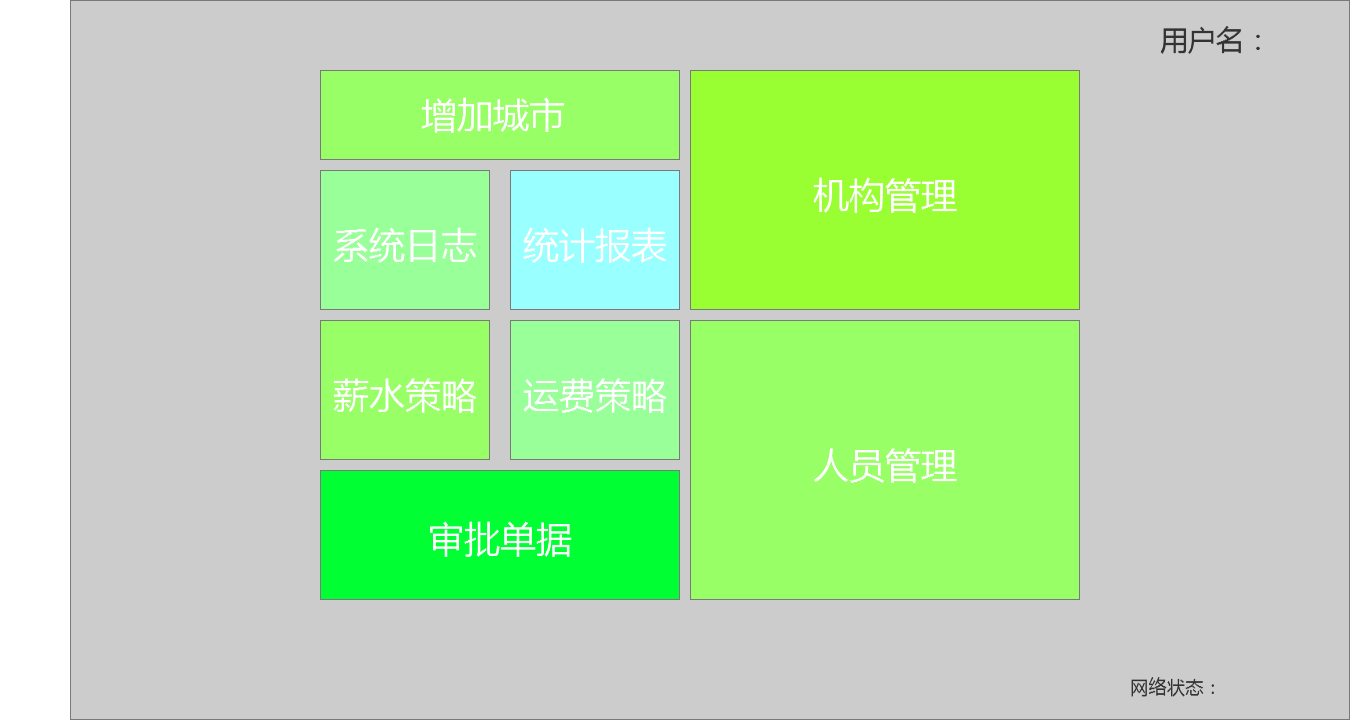 用户名：
增加城市
机构管理
系统日志
统计报表
薪水策略
运费策略
人员管理
审批单据
网络状态：